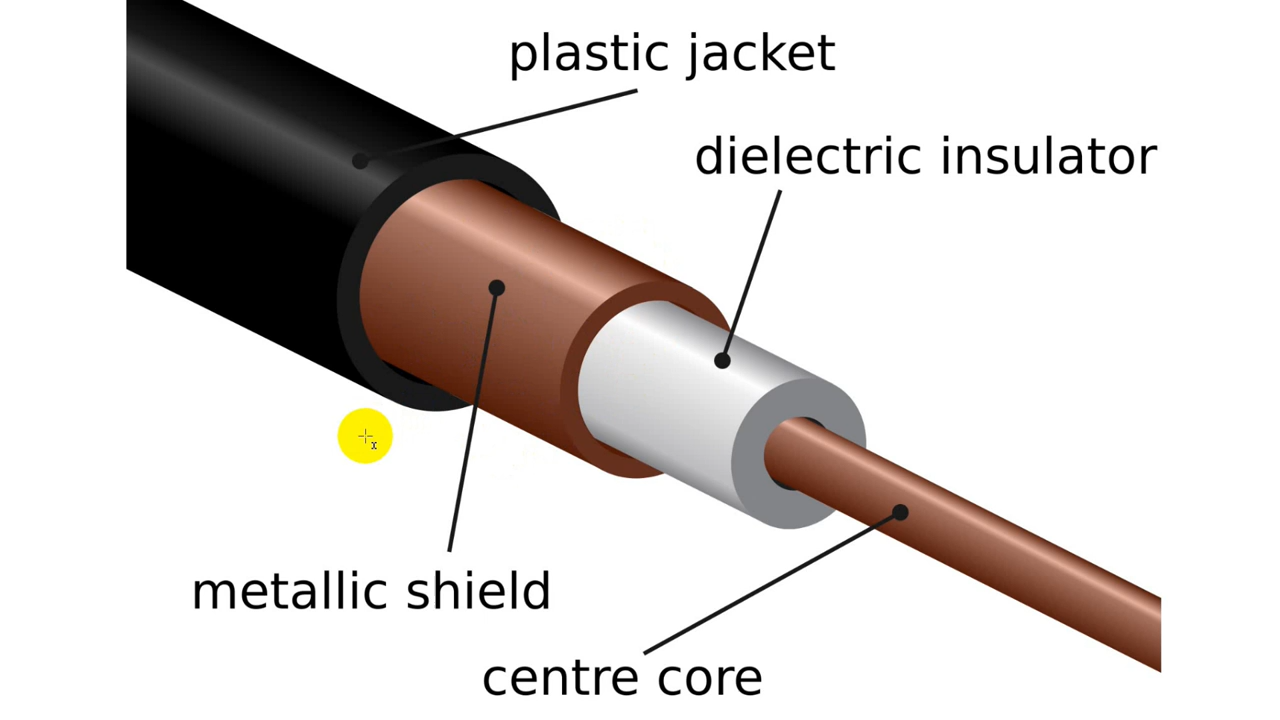 plastic jacket
dielectric insulator
metallic shield
centre core